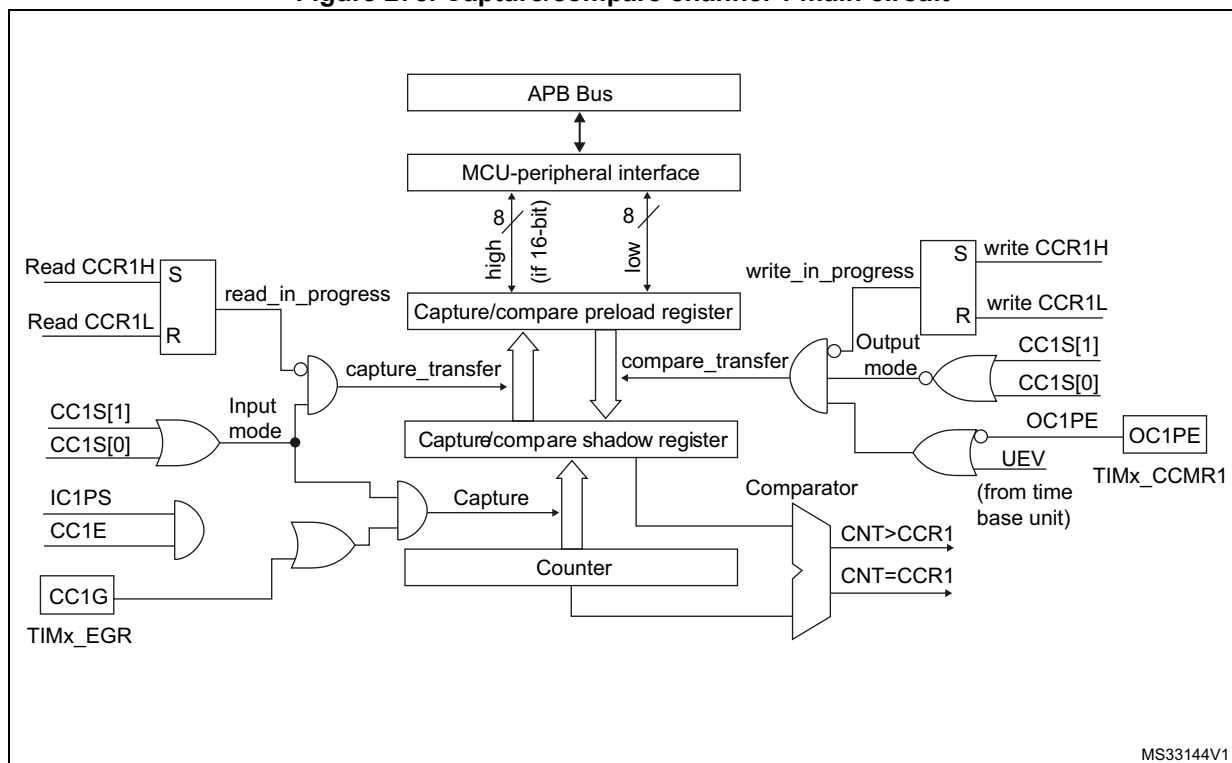 APB Bus
MCU-peripheral interface
8
high
(if 16-bit)
8
low
Read CCR1H
S
read_in_progress
Read CCR1L
R
write_in_progress
S
write CCR1H
R
write CCR1L
Capture/compare preload register
capture_transfer
compare_transfer
Output
mode
CC1S[1]
CC1S[0]
CC1S[1]
CC1S[0]
Input
mode
Capture/compare shadow register
OC1PE
OC1PE
UEV
TIMx_CCMR1
(from time
base unit)
IC1PS
CC1E
Capture
Comparator
CNT>CCR1
CNT=CCR1
Counter
CC1G
TIMx_EGR
MS33144V1